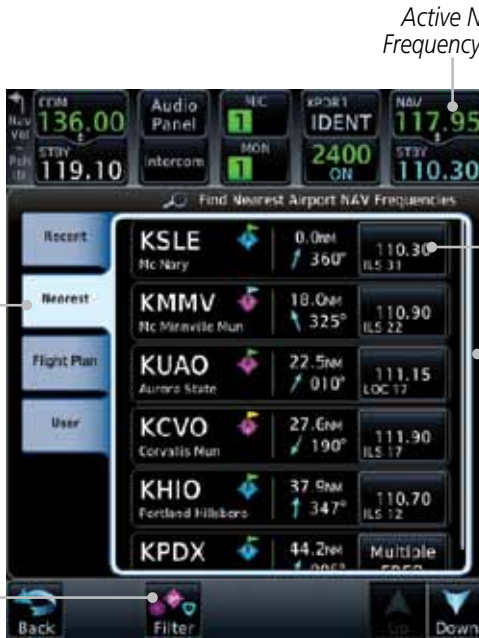 Active N
Frequency
COM
136.00
STBY
119.10
Audio
Panel
Intercom
MIC
1
MON
1
XPDR1
IDENT
2400
ON
NAV
117.95
STBY
110.30
Find Nearest Airport NAV Frequencies
Recent
Nearest
Flight Plan
User
KSLE
Mc Nary
0.0NM
360°
110.30
ILS 31
KMMV
Mc Minnville Mun
18.0NM
325°
110.90
ILS 22
KUAO
Aurora State
22.5NM
010°
111.15
LOC 17
KCVO
Corvallis Mun
27.6NM
190°
111.90
ILS 17
KHIO
Portland Hillsboro
37.9NM
347°
110.70
ILS 12
KPDX
44.2NM
Multiple
Back
Filter
Up
Down